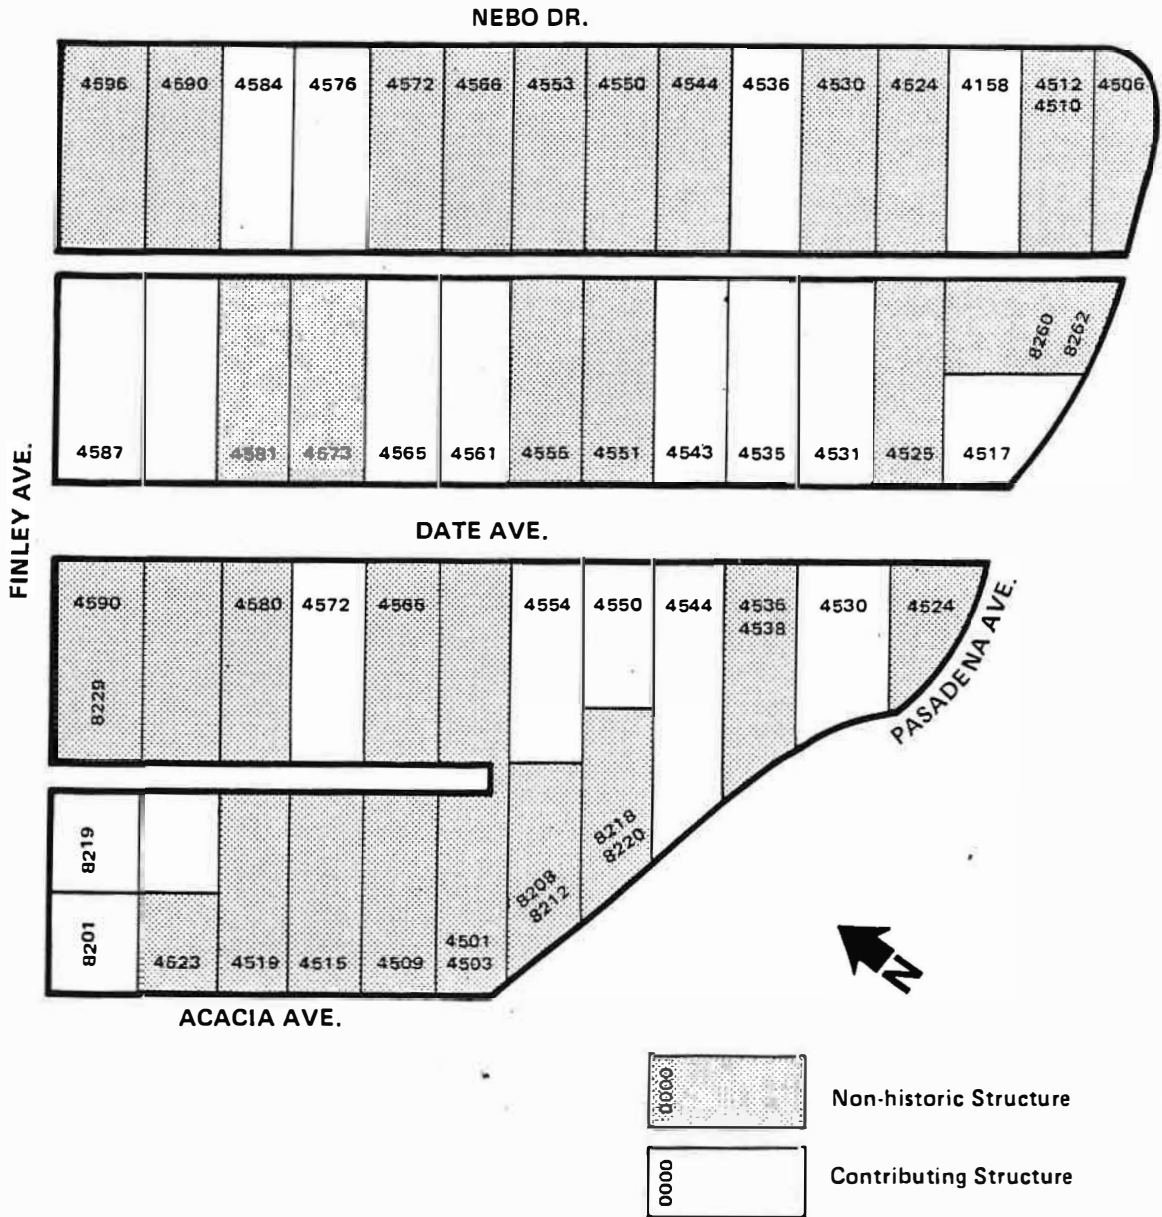 NEBO DR.
4596 4590 4584 4576 4572 4566 4553 4550 4544 4536 4530 4524 4158 4512 4506
4510
8260 8262
4587 4581 4573 4565 4561 4555 4551 4543 4535 4531 4525 4517
FINLEY AVE.
DATE AVE.
4590 4580 4572 4566 4554 4550 4544 4536 4530 4524
4538
8229
PASADENA AVE.
8219
8218
8220
8208
8212
8201
4501
4523 4519 4515 4509 4503
ACACIA AVE.
N
0000 Non-historic Structure
0000 Contributing Structure